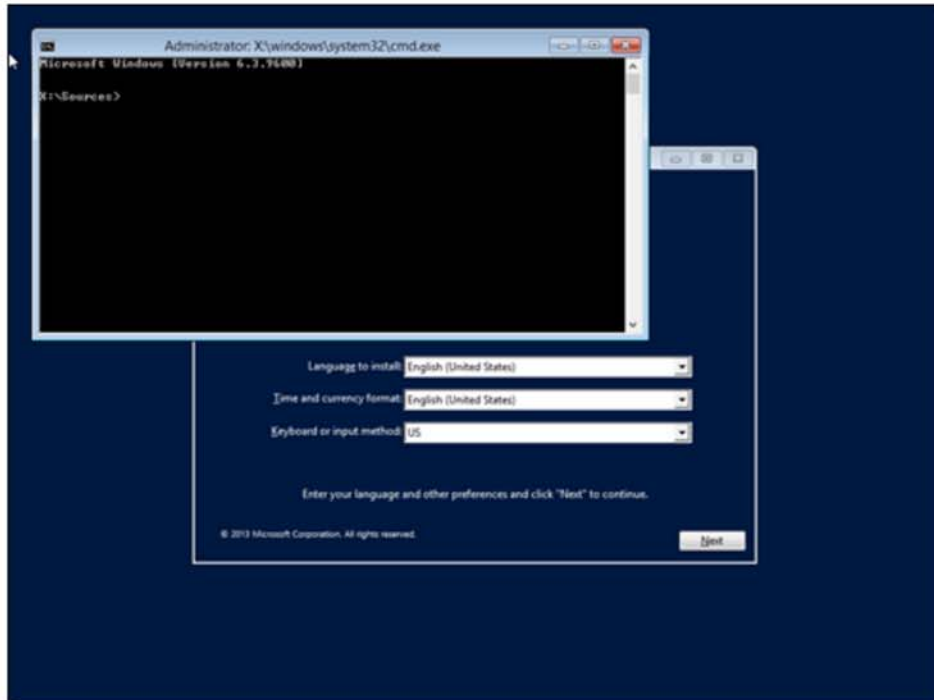 Administrator: X:\windows\system32\cmd.exe
Microsoft Windows [Version 6.3.9600]
X:\Sources>
Language to install: English (United States)
Time and currency format: English (United States)
Keyboard or input method: US
Enter your language and other preferences and click "Next" to continue.
© 2013 Microsoft Corporation. All rights reserved.
Next